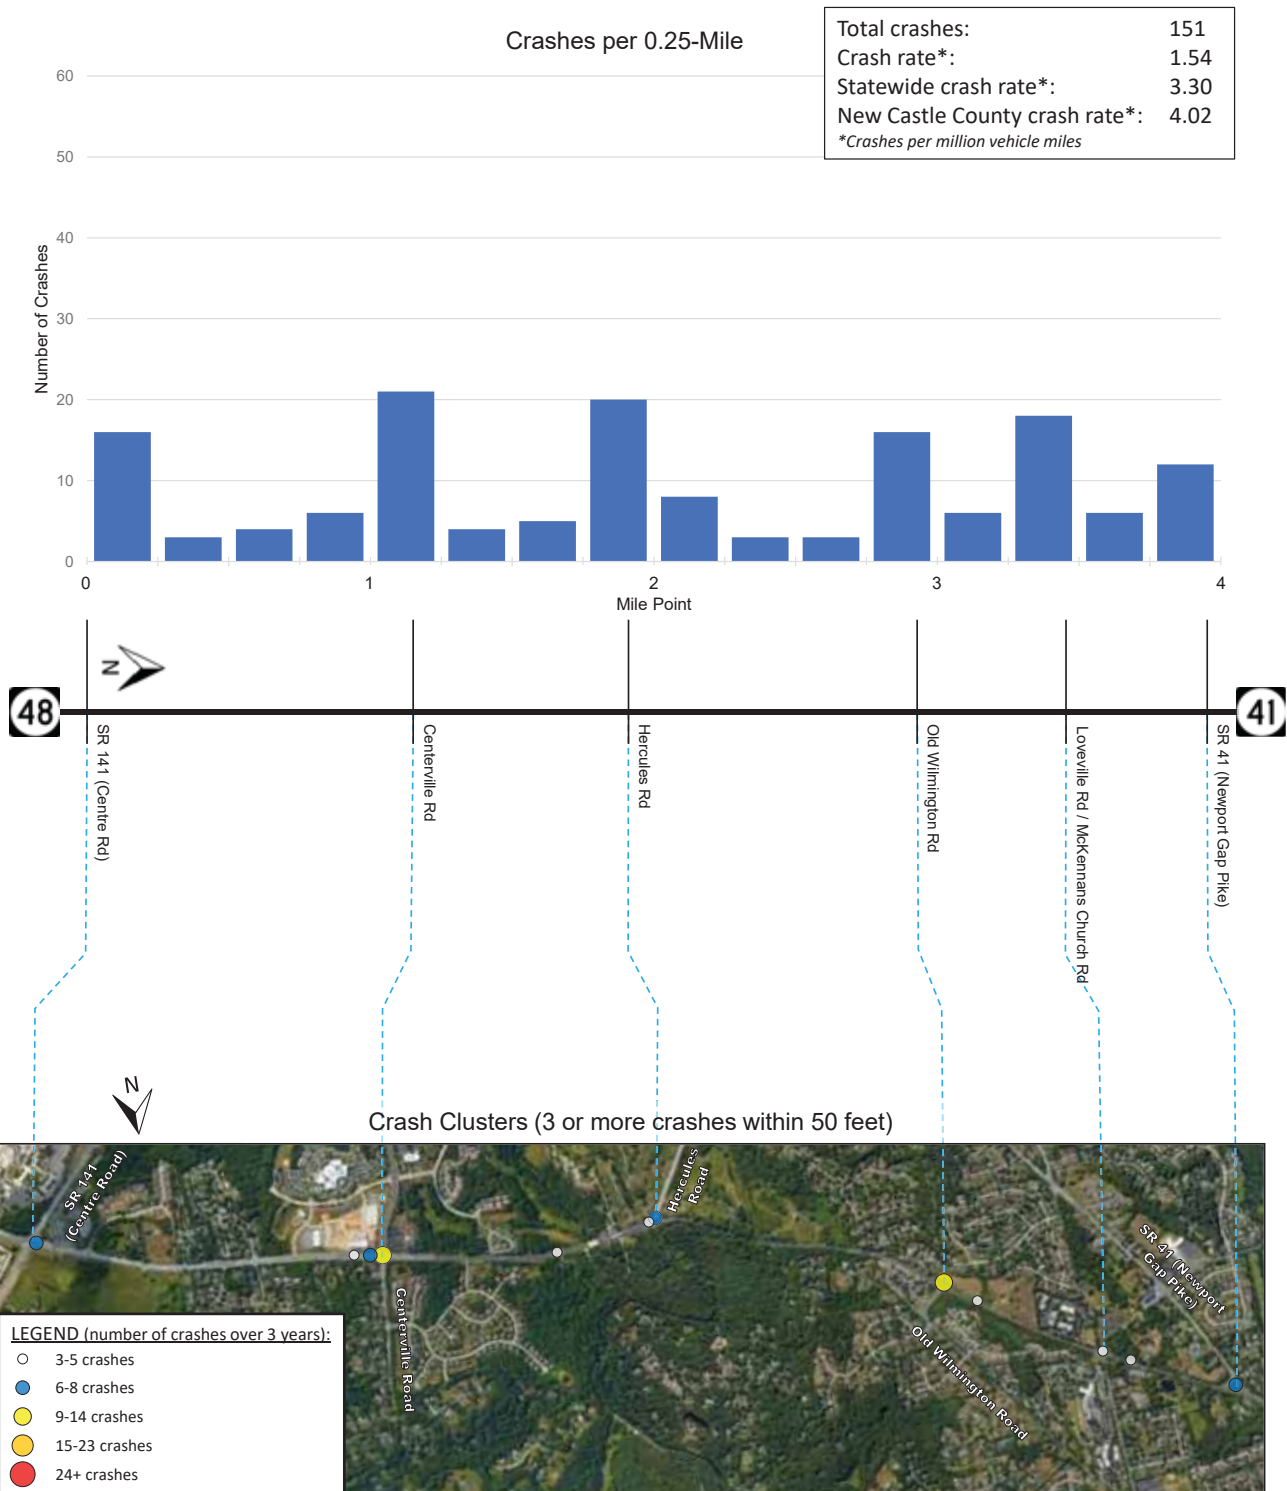 Crashes per 0.25-Mile
Total crashes: 151
Crash rate*: 1.54
Statewide crash rate*: 3.30
New Castle County crash rate*: 4.02
*Crashes per million vehicle miles
60
50
40
30
20
10
0
Number of Crashes
0 1 2 3 4
Mile Point
N
48
41
SR 141 (Centre Rd)
Centerville Rd
Hercules Rd
Old Wilmington Rd
Loveville Rd / McKennans Church Rd
SR 41 (Newport Gap Pike)
N
Crash Clusters (3 or more crashes within 50 feet)
SR 141
(Centre Road)
Centerville Road
Hercules
Road
Old Wilmington Road
SR 41 (Newport
Gap Pike)
LEGEND (number of crashes over 3 years):
3-5 crashes
6-8 crashes
9-14 crashes
15-23 crashes
24+ crashes